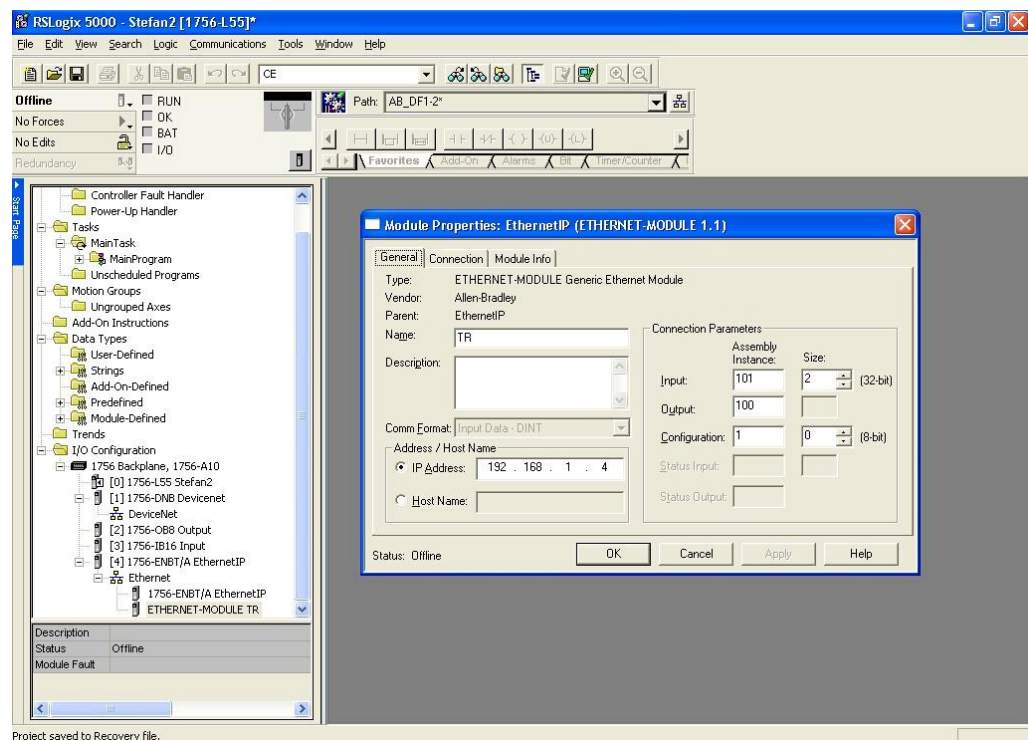 RSLogix 5000 - Stefan2 [1756-L55]*
File Edit View Search Logic Communications Tools Window Help
CE
Offline
RUN
Path: AB_DF1-2*
No Forces
OK
No Edits
BAT
Redundancy
I/O
Favorites Add-On Alarms Bit Timer/Counter
Start Page
Controller Fault Handler
Power-Up Handler
Tasks
MainTask
MainProgram
Unscheduled Programs
Motion Groups
Ungrouped Axes
Add-On Instructions
Data Types
User-Defined
Strings
Add-On-Defined
Predefined
Module-Defined
Trends
I/O Configuration
1756 Backplane, 1756-A10
[0] 1756-L55 Stefan2
[1] 1756-DNB Devicenet
DeviceNet
[2] 1756-OB8 Output
[3] 1756-IB16 Input
[4] 1756-ENBT/A EthernetIP
Ethernet
1756-ENBT/A EthernetIP
ETHERNET-MODULE TR
Description
Status Offline
Module Fault
Module Properties: EthernetIP (ETHERNET-MODULE 1.1)
General Connection Module Info
Type: ETHERNET-MODULE Generic Ethernet Module
Vendor: Allen-Bradley
Parent: EthernetIP
Name: TR
Description:
Comm Format: Input Data - DINT
Address / Host Name
IP Address: 192 . 168 . 1 . 4
Host Name:
Connection Parameters
Assembly
Instance: Size:
Input: 101 2 (32-bit)
Output: 100
Configuration: 1 0 (8-bit)
Status Input:
Status Output:
Status: Offline
OK Cancel Apply Help
Project saved to Recovery file.